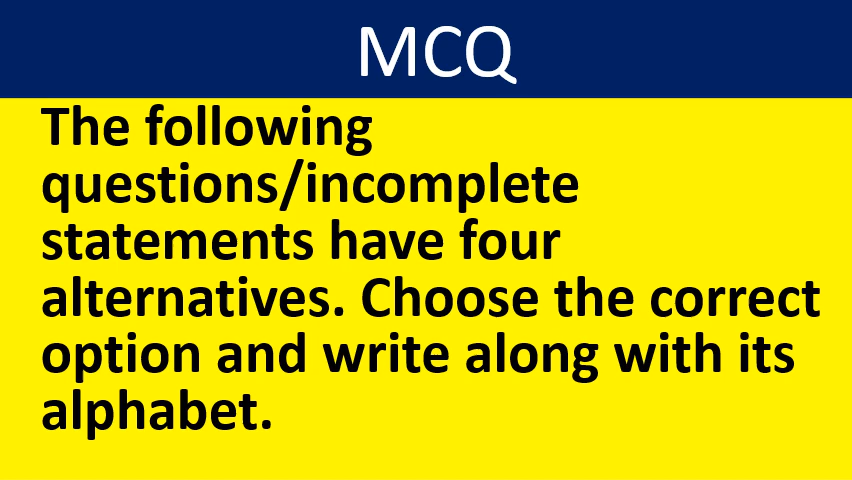 MCQ
The following
questions/incomplete
statements have four
alternatives. Choose the correct
option and write along with its
alphabet.